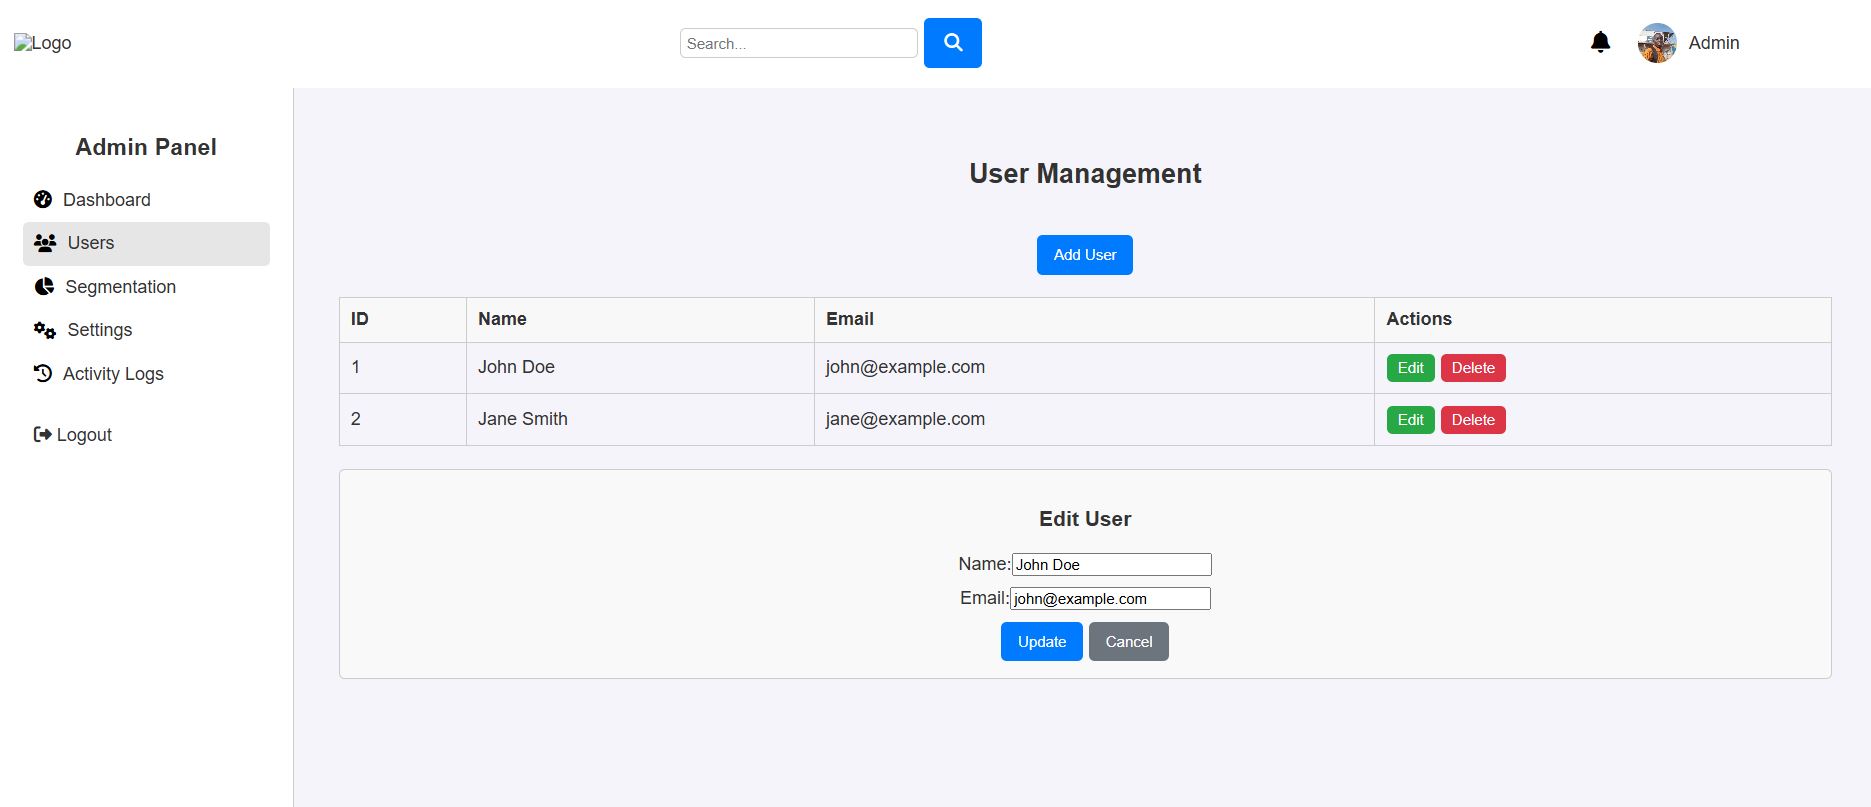 Logo
Search...
Admin
Admin Panel
Dashboard
Users
Segmentation
Settings
Activity Logs
Logout
User Management
Add User
ID Name Email Actions
1 John Doe john@example.com Edit Delete
2 Jane Smith jane@example.com Edit Delete
Edit User
Name: John Doe
Email: john@example.com
Update Cancel